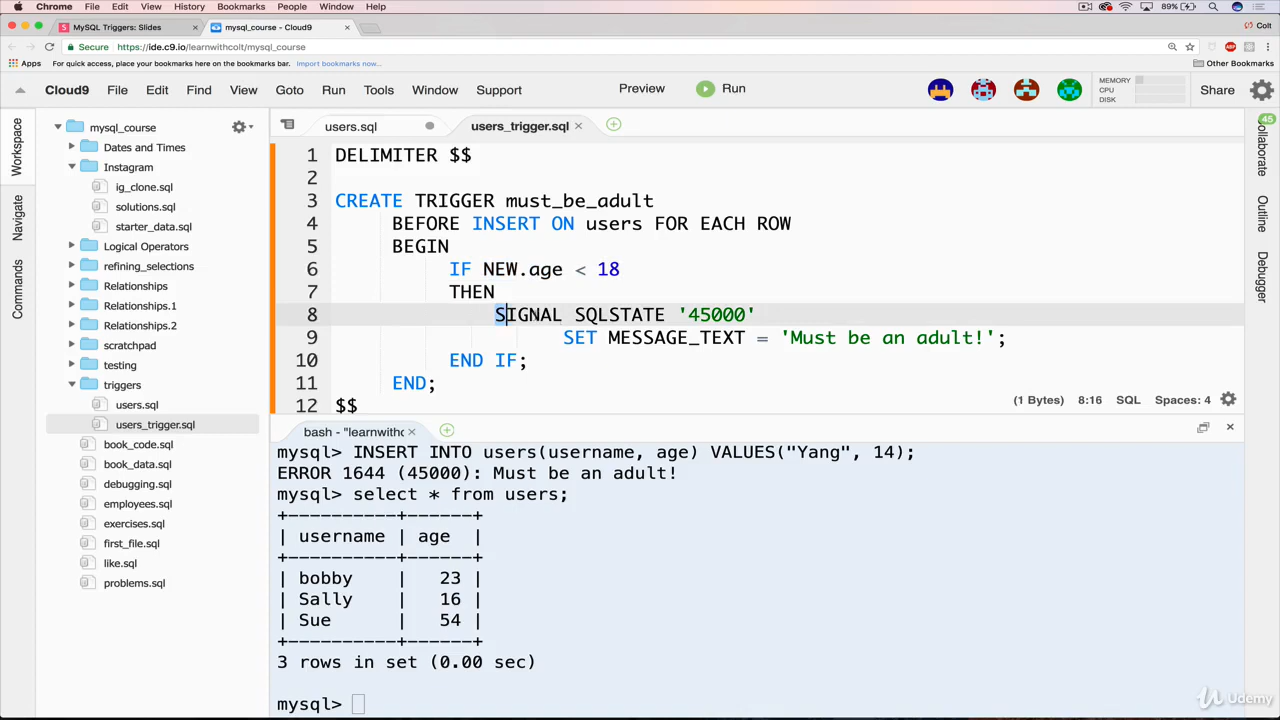 Chrome File Edit View History Bookmarks People Window Help 89%
MySQL Triggers: Slides mysql_course - Cloud9 Colt
Secure https://ide.c9.io/learnwithcolt/mysql_course
Apps For quick access, place your bookmarks here on the bookmarks bar. Import bookmarks now... Other Bookmarks
Cloud9 File Edit Find View Goto Run Tools Window Support Preview Run MEMORY CPU DISK Share
Workspace
Navigate
Commands
mysql_course
Dates and Times
Instagram
ig_clone.sql
solutions.sql
starter_data.sql
Logical Operators
refining_selections
Relationships
Relationships.1
Relationships.2
scratchpad
testing
triggers
users.sql
users_trigger.sql
book_code.sql
book_data.sql
debugging.sql
employees.sql
exercises.sql
first_file.sql
like.sql
problems.sql
users.sql users_trigger.sql
1 DELIMITER $$
2
3 CREATE TRIGGER must_be_adult
4 BEFORE INSERT ON users FOR EACH ROW
5 BEGIN
6 IF NEW.age < 18
7 THEN
8 SIGNAL SQLSTATE '45000'
9 SET MESSAGE_TEXT = 'Must be an adult!';
10 END IF;
11 END;
12 $$
(1 Bytes) 8:16 SQL Spaces: 4
45
Collaborate
Outline
Debugger
bash - "learnwithc
mysql> INSERT INTO users(username, age) VALUES("Yang", 14);
ERROR 1644 (45000): Must be an adult!
mysql> select * from users;
+----------+------+
| username | age |
+----------+------+
| bobby | 23 |
| Sally | 16 |
| Sue | 54 |
+----------+------+
3 rows in set (0.00 sec)
mysql>
Udemy